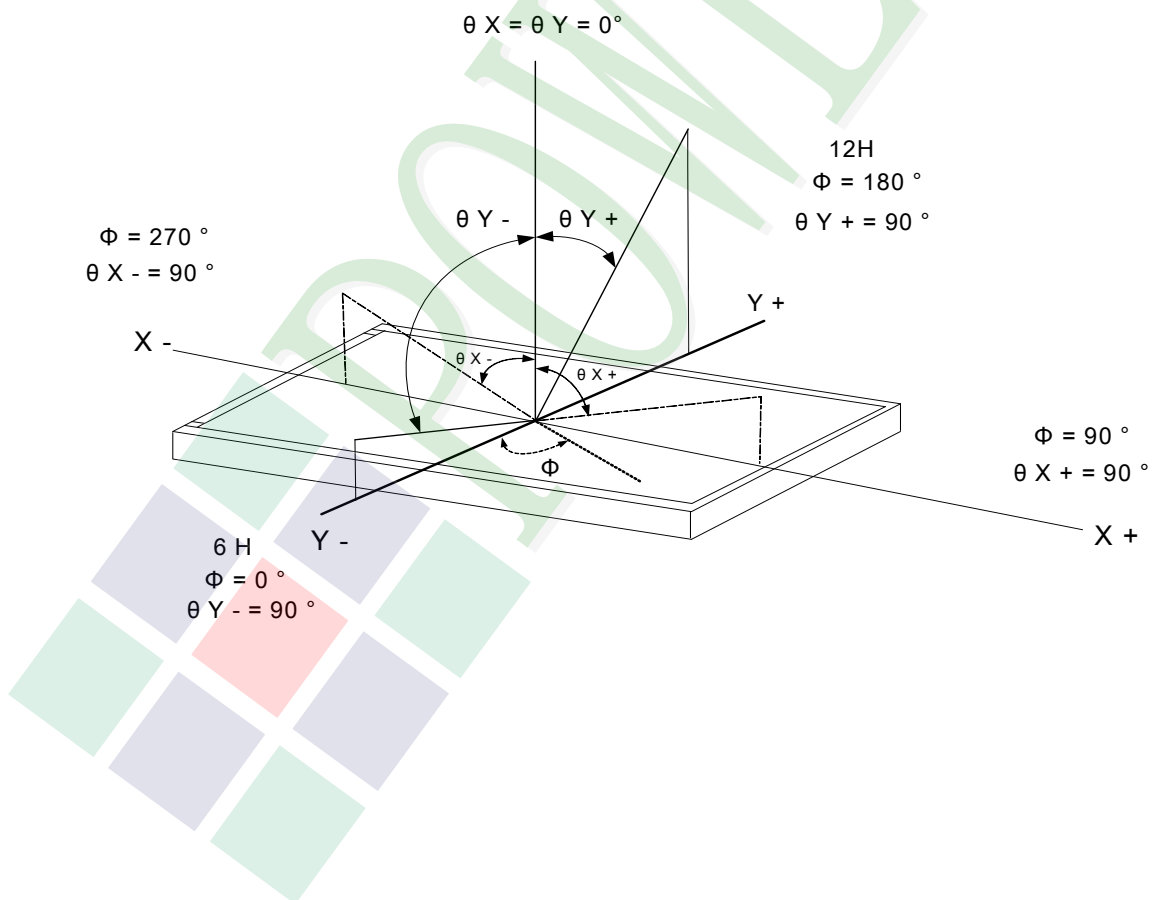 θ X = θ Y = 0°
12H
Φ = 180 °
θ Y + = 90 °
θ Y -
θ Y +
Φ = 270 °
θ X - = 90 °
Y +
X -
θ X -
θ X +
Φ = 90 °
θ X + = 90 °
Φ
X +
Y -
6 H
Φ = 0 °
θ Y - = 90 °